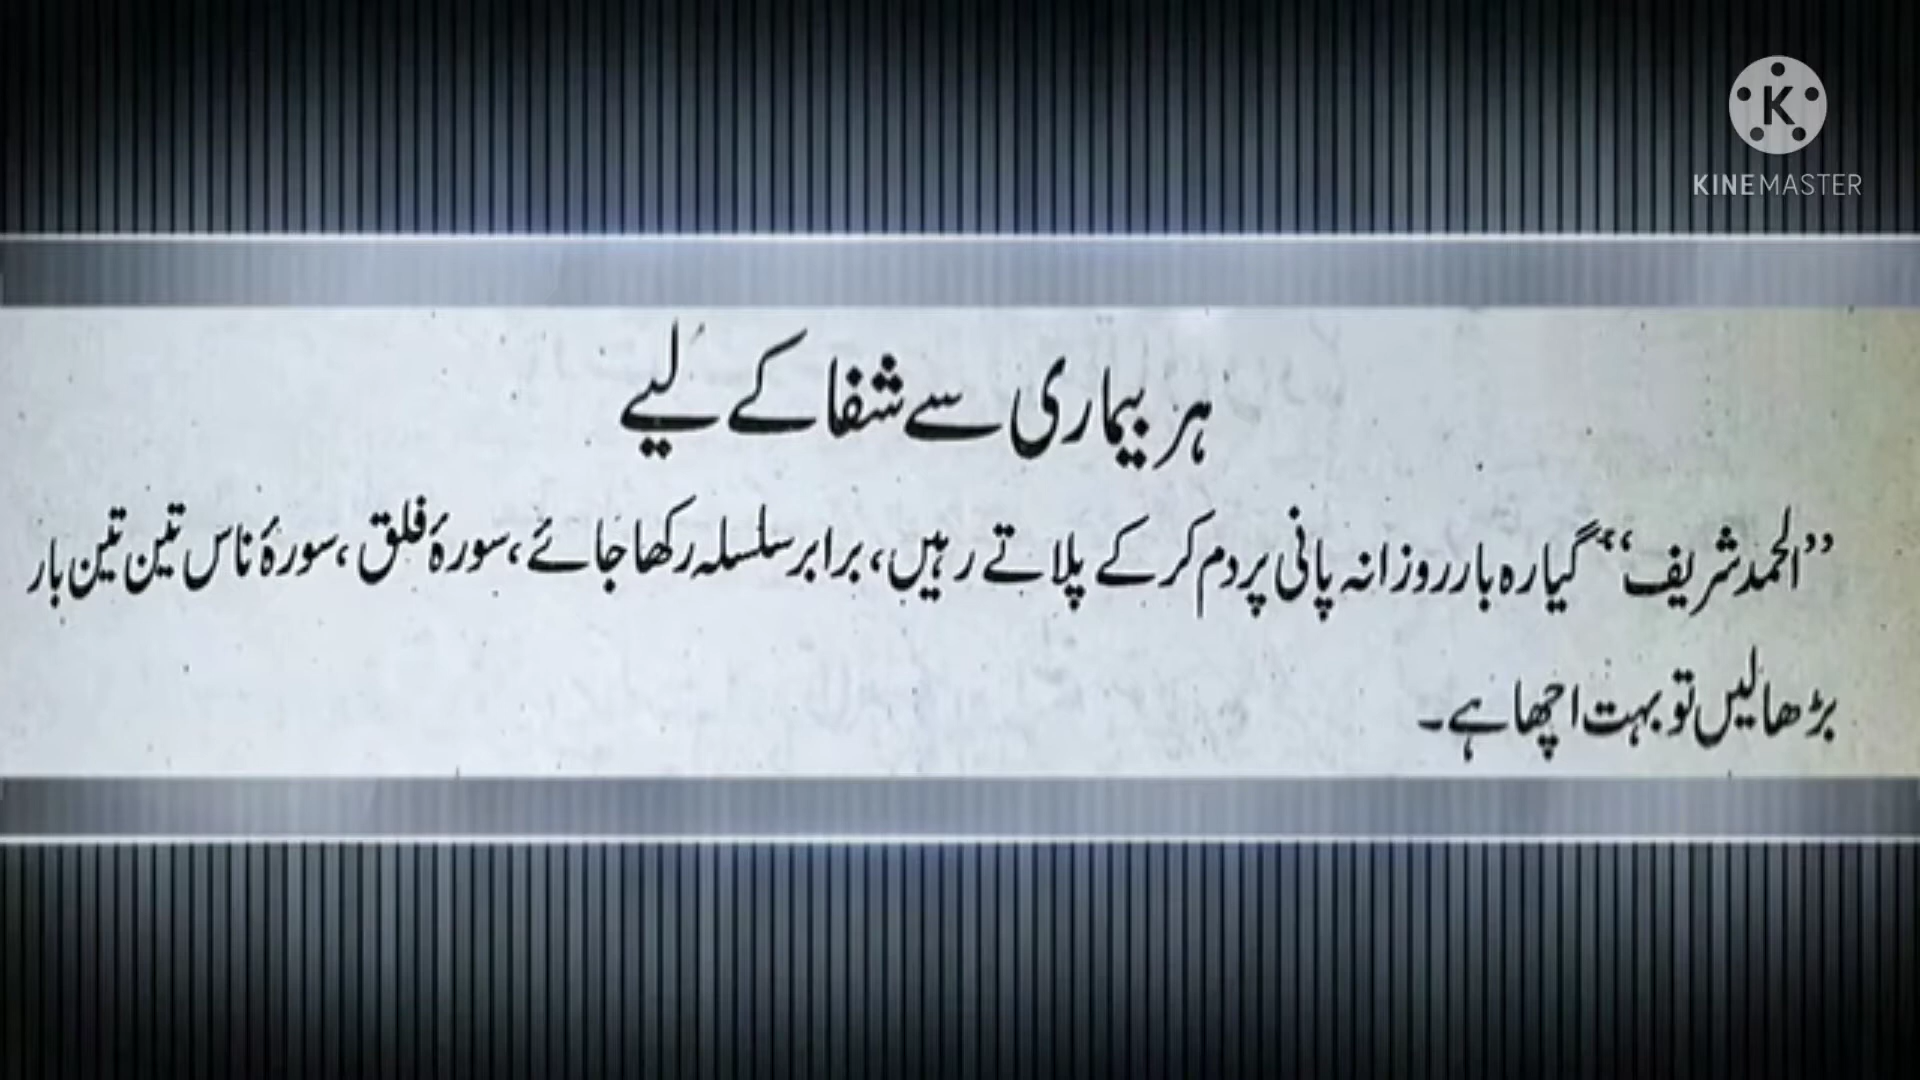 KINEMASTER
ہر بیماری سے شفا کے لیے
”الحمد شریف“ گیارہ بار روزانہ پانی پر دم کر کے پلاتے رہیں، برابر سلسلہ رکھا جائے، سورۂ فلق، سورۂ ناس تین تین بار
بڑھا لیں تو بہت اچھا ہے۔